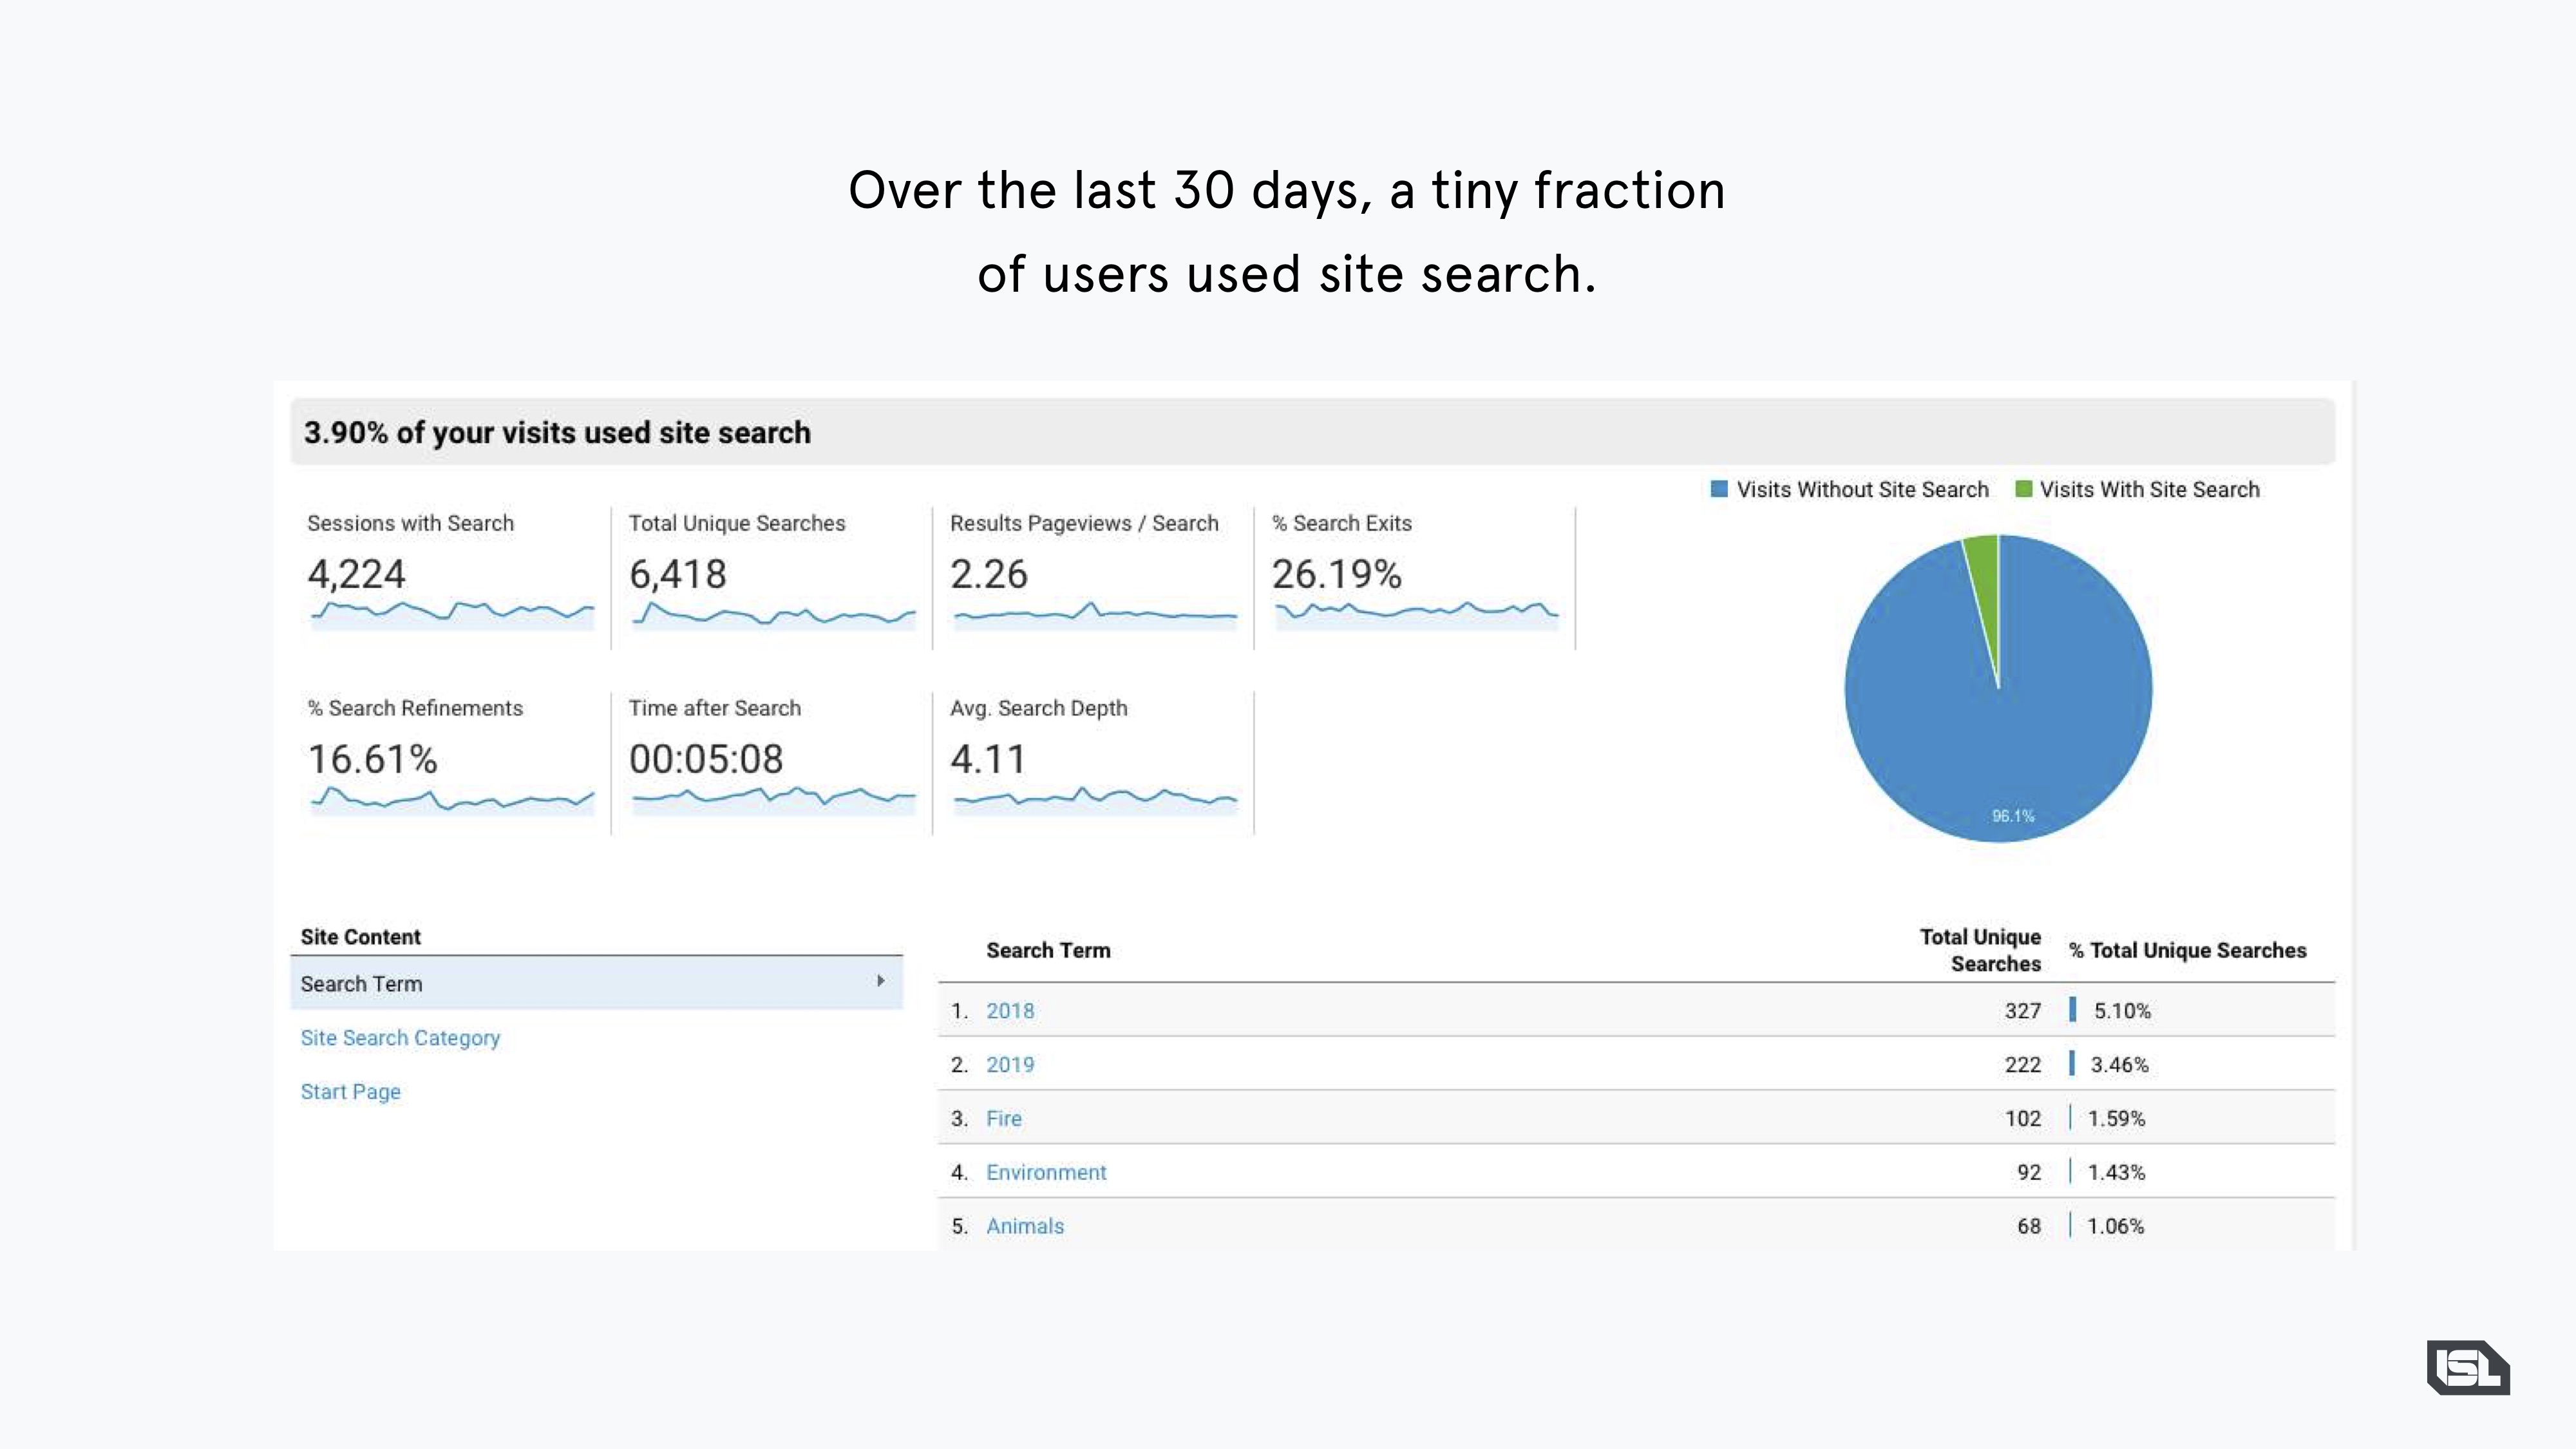 Over the last 30 days, a tiny fraction
of users used site search.
3.90% of your visits used site search
Visits Without Site Search
Visits With Site Search
Sessions with Search
4,224
Total Unique Searches
6,418
Results Pageviews / Search
2.26
% Search Exits
26.19%
% Search Refinements
16.61%
Time after Search
00:05:08
Avg. Search Depth
4.11
96.1%
Site Content
Search Term
Site Search Category
Start Page
Search Term
Total Unique
Searches
% Total Unique Searches
1. 2018 327 5.10%
2. 2019 222 3.46%
3. Fire 102 1.59%
4. Environment 92 1.43%
5. Animals 68 1.06%
ISL